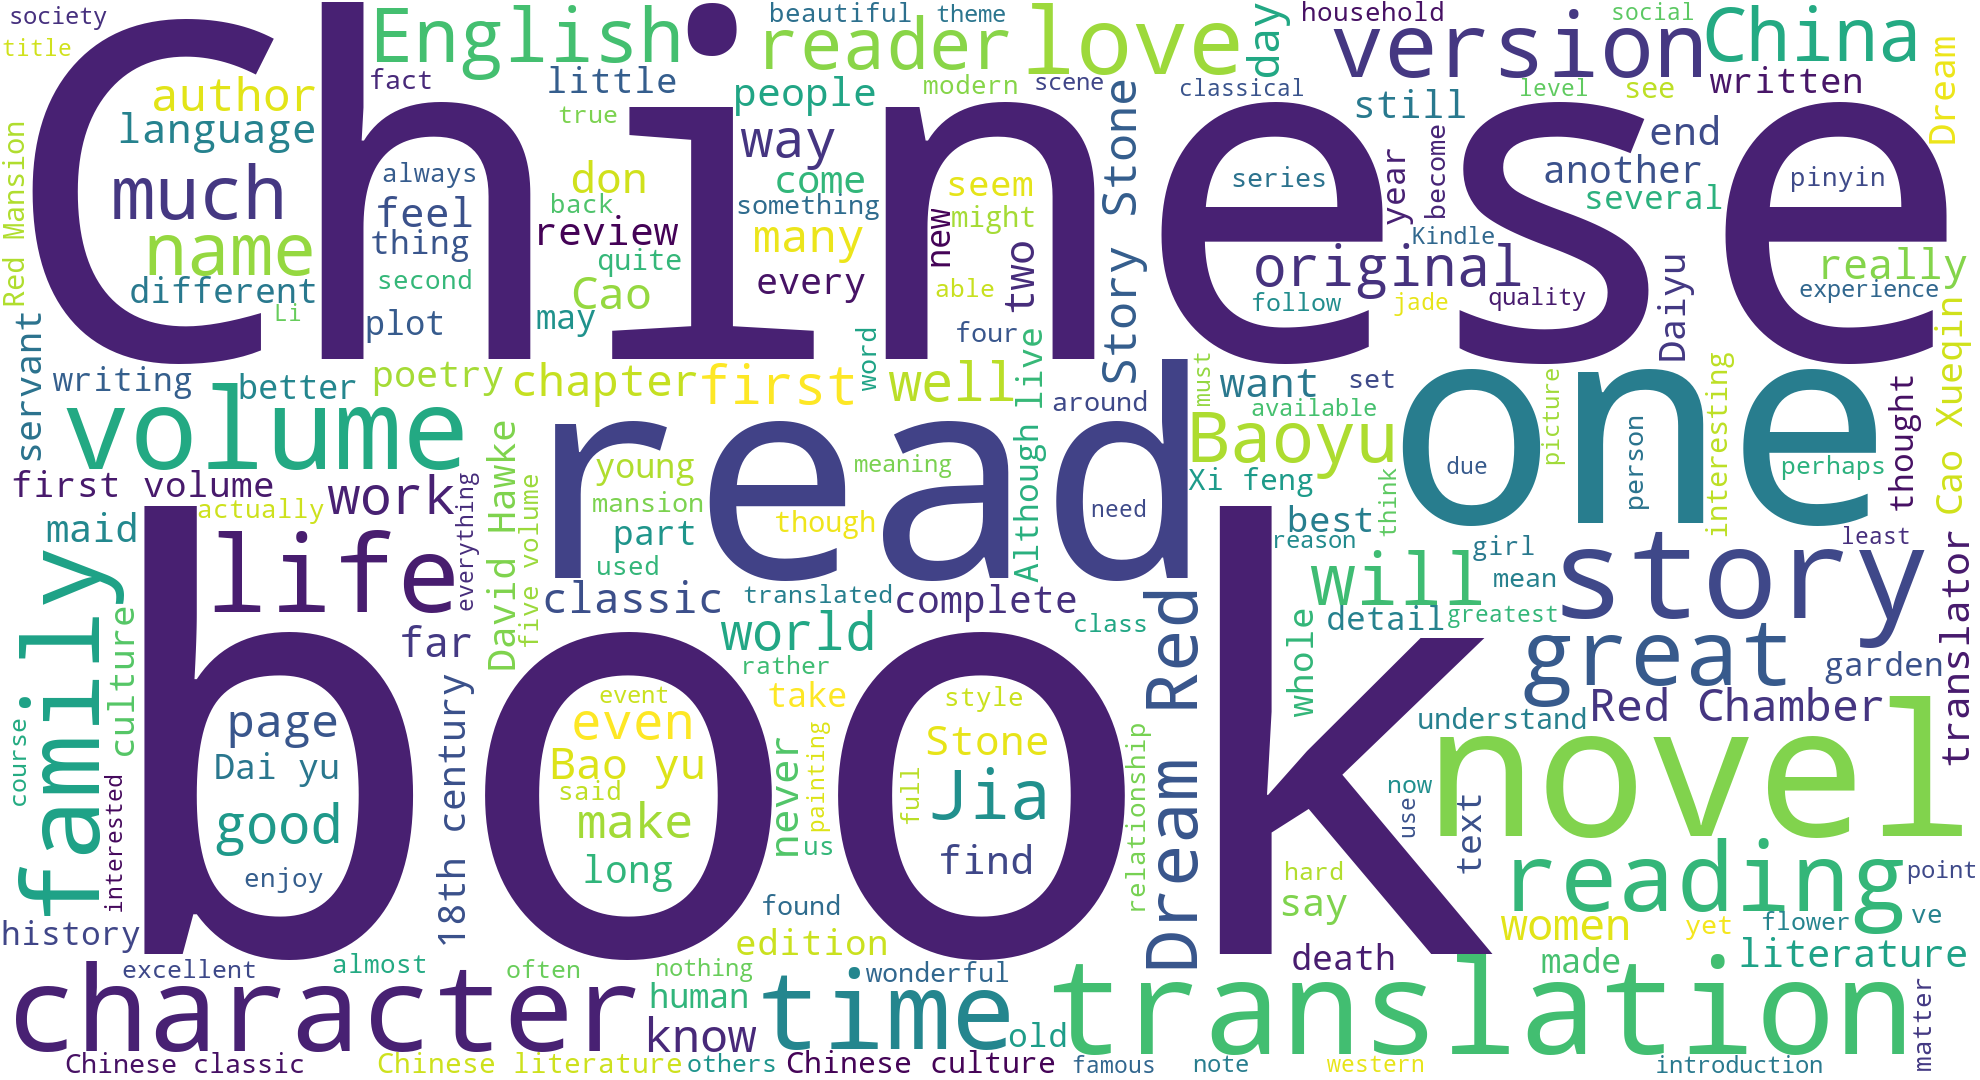 society
title
English
beautiful
theme
reader
love
day
household
version
social
China
fact
little
people
modern
scene
classical
still
level
see
written
author
language
true
Chinese
Dream
Red Mansion
much
name
different
Li
always
feel
thing
second
plot
don
back
review
quite
Cao
may
way
come
something
many
every
seem
might
new
able
two
four
Story Stone
series
year
become
Kindle
original
follow
jade
quality
end
another
several
pinyin
Daiyu
really
experience
Cao Xueqin
servant
writing
better
poetry
chapter
first
word
well
Although live
around
must
want
set
available
Baoyu
picture
one
person
interesting
perhaps
thought
due
volume
first volume
work
actually
everything
David Hawke
five volume
read
young
mansion
part
used
meaning
though
need
Xi feng
think
best
reason
girl
mean
least
maid
life
family
culture
far
classic
translated
complete
world
class
rather
will
detail
greatest
story
great
translator
garden
whole
Dream Red
Red Chamber
understand
book
page
Dai yu
good
enjoy
18th century
event
even
Bao yu
said
make
long
take
never
painting
us
style
Stone
full
Jia
find
relationship
now
use
text
novel
reading
point
course
interested
history
hard
say
women
yet
flower
ve
found
edition
literature
death
made
excellent
almost
often
nothing
wonderful
character
human
know
time
old
translation
matter
Chinese classic
Chinese literature
others
Chinese culture
famous
note
western
introduction